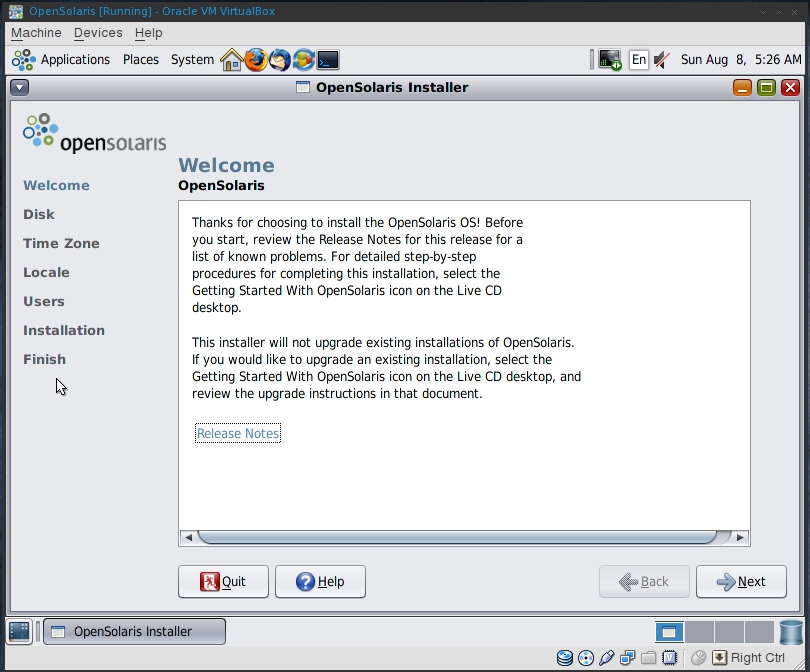 OpenSolaris [Running] - Oracle VM VirtualBox
Machine Devices Help
Applications Places System En Sun Aug 8, 5:26 AM
OpenSolaris Installer
opensolaris
Welcome
OpenSolaris
Welcome
Disk
Time Zone
Locale
Users
Installation
Finish
Thanks for choosing to install the OpenSolaris OS! Before
you start, review the Release Notes for this release for a
list of known problems. For detailed step-by-step
procedures for completing this installation, select the
Getting Started With OpenSolaris icon on the Live CD
desktop.
This installer will not upgrade existing installations of OpenSolaris.
If you would like to upgrade an existing installation, select the
Getting Started With OpenSolaris icon on the Live CD desktop, and
review the upgrade instructions in that document.
Release Notes
Quit Help Back Next
OpenSolaris Installer
Right Ctrl